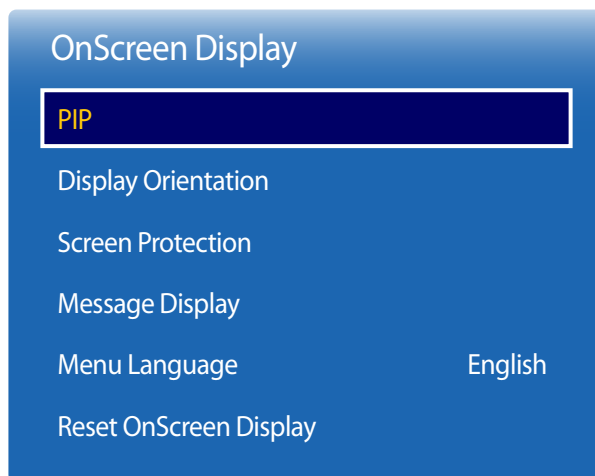 OnScreen Display
PIP
Display Orientation
Screen Protection
Message Display
Menu Language English
Reset OnScreen Display